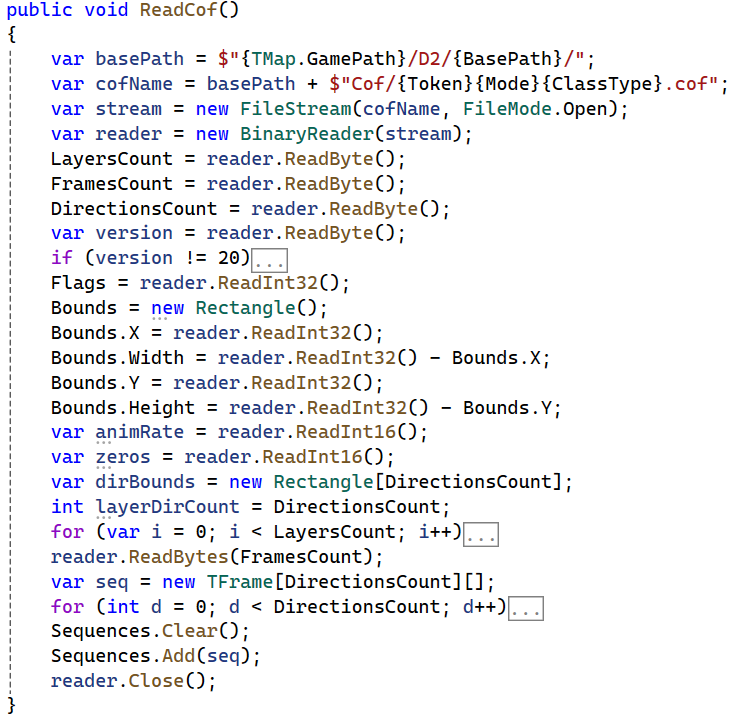 public void ReadCof()
{
    var basePath = $"{TMap.GamePath}/D2/{BasePath}/";
    var cofName = basePath + $"Cof/{Token}{Mode}{ClassType}.cof";
    var stream = new FileStream(cofName, FileMode.Open);
    var reader = new BinaryReader(stream);
    LayersCount = reader.ReadByte();
    FramesCount = reader.ReadByte();
    DirectionsCount = reader.ReadByte();
    var version = reader.ReadByte();
    if (version != 20)...
    Flags = reader.ReadInt32();
    Bounds = new Rectangle();
    Bounds.X = reader.ReadInt32();
    Bounds.Width = reader.ReadInt32() - Bounds.X;
    Bounds.Y = reader.ReadInt32();
    Bounds.Height = reader.ReadInt32() - Bounds.Y;
    var animRate = reader.ReadInt16();
    var zeros = reader.ReadInt16();
    var dirBounds = new Rectangle[DirectionsCount];
    int layerDirCount = DirectionsCount;
    for (var i = 0; i < LayersCount; i++)...
    reader.ReadBytes(FramesCount);
    var seq = new TFrame[DirectionsCount][];
    for (int d = 0; d < DirectionsCount; d++)...
    Sequences.Clear();
    Sequences.Add(seq);
    reader.Close();
}